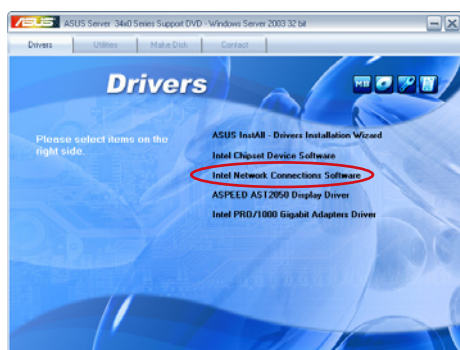 ASUS ASUS Server 34x0 Series Support DVD - Windows Server 2003 32 bit
Drivers Utilities Make Disk Contact
Drivers
Please select items on the
right side.
ASUS InstAll - Drivers Installation Wizard
Intel Chipset Device Software
Intel Network Connections Software
ASPEED AST2050 Display Driver
Intel PRO/1000 Gigabit Adapters Driver